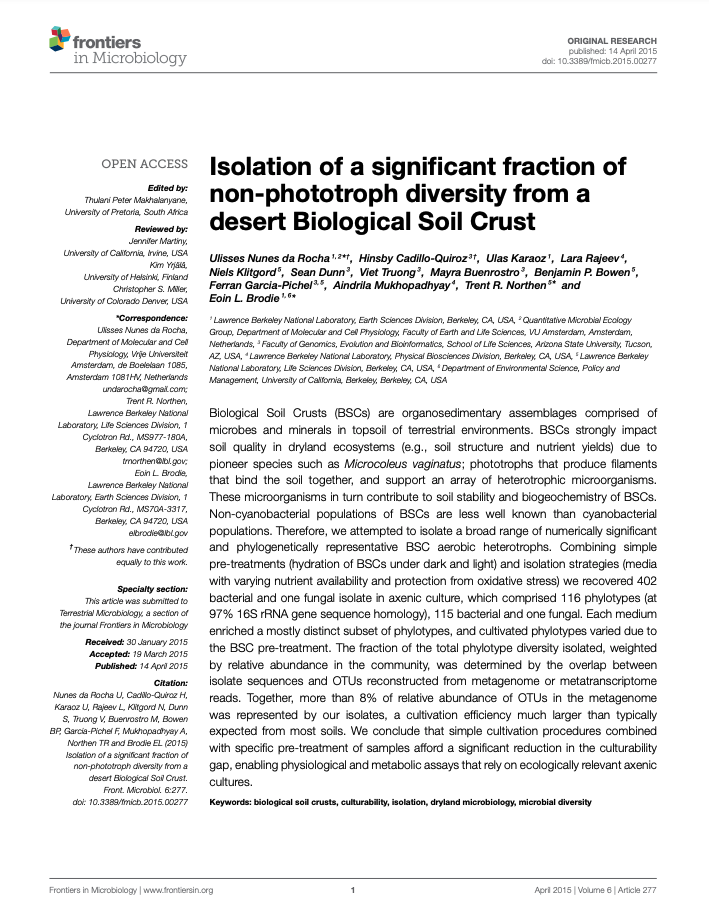 frontiers
in Microbiology
ORIGINAL RESEARCH
published: 14 April 2015
doi: 10.3389/fmicb.2015.00277
OPEN ACCESS
Edited by:
Thulani Peter Makhalanyane,
University of Pretoria, South Africa
Reviewed by:
Jennifer Martiny,
University of California, Irvine, USA
Kim Yrjälä,
University of Helsinki, Finland
Christopher S. Miller,
University of Colorado Denver, USA
*Correspondence:
Ulisses Nunes da Rocha,
Department of Molecular and Cell
Physiology, Vrije Universiteit
Amsterdam, de Boelelaan 1085,
Amsterdam 1081HV, Netherlands
undarocha@gmail.com;
Trent R. Northen,
Lawrence Berkeley National
Laboratory, Life Sciences Division, 1
Cyclotron Rd., MS977-180A,
Berkeley, CA 94720, USA
trnorthen@lbl.gov;
Eoin L. Brodie,
Lawrence Berkeley National
Laboratory, Earth Sciences Division, 1
Cyclotron Rd., MS70A-3317,
Berkeley, CA 94720, USA
elbrodie@lbl.gov
†These authors have contributed
equally to this work.
Specialty section:
This article was submitted to
Terrestrial Microbiology, a section of
the journal Frontiers in Microbiology
Received: 30 January 2015
Accepted: 19 March 2015
Published: 14 April 2015
Citation:
Nunes da Rocha U, Cadillo-Quiroz H,
Karaoz U, Rajeev L, Klitgord N, Dunn
S, Truong V, Buenrostro M, Bowen
BP, Garcia-Pichel F, Mukhopadhyay A,
Northen TR and Brodie EL (2015)
Isolation of a significant fraction of
non-phototroph diversity from a
desert Biological Soil Crust.
Front. Microbiol. 6:277.
doi: 10.3389/fmicb.2015.00277
Isolation of a significant fraction of
non-phototroph diversity from a
desert Biological Soil Crust
Ulisses Nunes da Rocha 1, 2*†, Hinsby Cadillo-Quiroz 3†, Ulas Karaoz 1, Lara Rajeev 4,
Niels Klitgord 5, Sean Dunn 3, Viet Truong 3, Mayra Buenrostro 3, Benjamin P. Bowen 5,
Ferran Garcia-Pichel 3, 5, Aindrila Mukhopadhyay 4, Trent R. Northen 5* and
Eoin L. Brodie 1, 6*
1 Lawrence Berkeley National Laboratory, Earth Sciences Division, Berkeley, CA, USA, 2 Quantitative Microbial Ecology
Group, Department of Molecular and Cell Physiology, Faculty of Earth and Life Sciences, VU Amsterdam, Amsterdam,
Netherlands, 3 Faculty of Genomics, Evolution and Bioinformatics, School of Life Sciences, Arizona State University, Tucson,
AZ, USA, 4 Lawrence Berkeley National Laboratory, Physical Biosciences Division, Berkeley, CA, USA, 5 Lawrence Berkeley
National Laboratory, Life Sciences Division, Berkeley, CA, USA, 6 Department of Environmental Science, Policy and
Management, University of California, Berkeley, Berkeley, CA, USA
Biological Soil Crusts (BSCs) are organosedimentary assemblages comprised of
microbes and minerals in topsoil of terrestrial environments. BSCs strongly impact
soil quality in dryland ecosystems (e.g., soil structure and nutrient yields) due to
pioneer species such as Microcoleus vaginatus; phototrophs that produce filaments
that bind the soil together, and support an array of heterotrophic microorganisms.
These microorganisms in turn contribute to soil stability and biogeochemistry of BSCs.
Non-cyanobacterial populations of BSCs are less well known than cyanobacterial
populations. Therefore, we attempted to isolate a broad range of numerically significant
and phylogenetically representative BSC aerobic heterotrophs. Combining simple
pre-treatments (hydration of BSCs under dark and light) and isolation strategies (media
with varying nutrient availability and protection from oxidative stress) we recovered 402
bacterial and one fungal isolate in axenic culture, which comprised 116 phylotypes (at
97% 16S rRNA gene sequence homology), 115 bacterial and one fungal. Each medium
enriched a mostly distinct subset of phylotypes, and cultivated phylotypes varied due to
the BSC pre-treatment. The fraction of the total phylotype diversity isolated, weighted
by relative abundance in the community, was determined by the overlap between
isolate sequences and OTUs reconstructed from metagenome or metatranscriptome
reads. Together, more than 8% of relative abundance of OTUs in the metagenome
was represented by our isolates, a cultivation efficiency much larger than typically
expected from most soils. We conclude that simple cultivation procedures combined
with specific pre-treatment of samples afford a significant reduction in the culturability
gap, enabling physiological and metabolic assays that rely on ecologically relevant axenic
cultures.
Keywords: biological soil crusts, culturability, isolation, dryland microbiology, microbial diversity
Frontiers in Microbiology | www.frontiersin.org
1
April 2015 | Volume 6 | Article 277